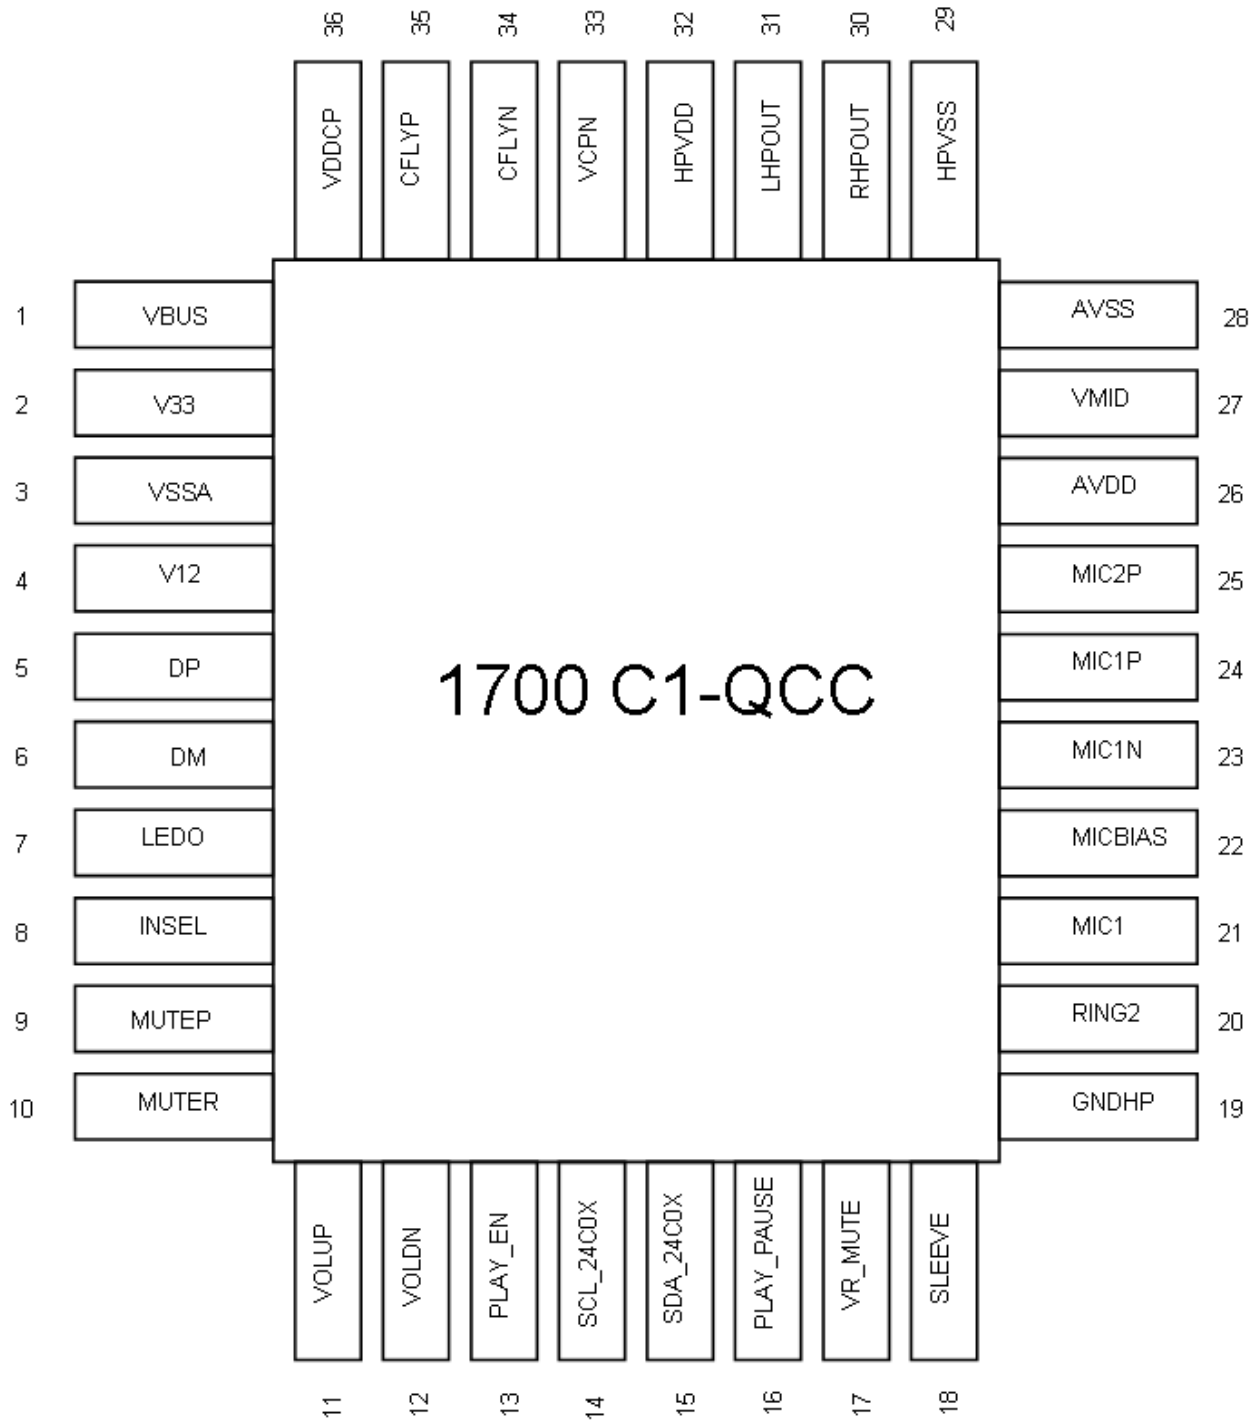 36
35
34
33
32
31
30
29
VDDCP
CFLYP
CFLYN
VCPN
HPVDD
LHPOUT
RHPOUT
HPVSS
1 VBUS
2 V33
3 VSSA
4 V12
5 DP
6 DM
7 LEDO
8 INSEL
9 MUTEP
10 MUTER
1700 C1-QCC
AVSS 28
VMID 27
AVDD 26
MIC2P 25
MIC1P 24
MIC1N 23
MICBIAS 22
MIC1 21
RING2 20
GNDHP 19
VOLUP
VOLDN
PLAY_EN
SCL_24C0X
SDA_24C0X
PLAY_PAUSE
VR_MUTE
SLEEVE
11
12
13
14
15
16
17
18